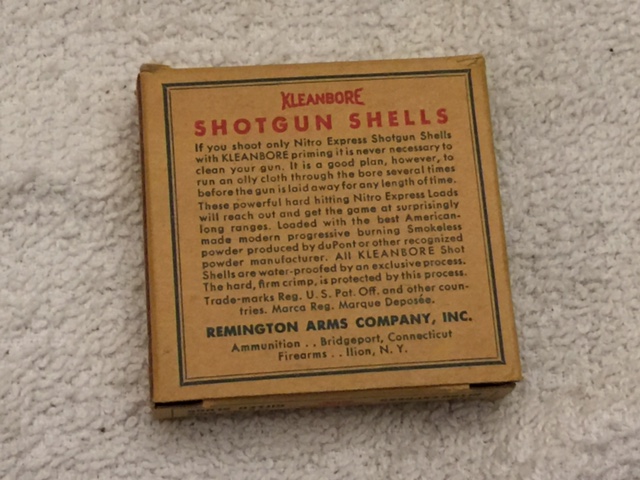 KLEANBORE
SHOTGUN SHELLS
If you shoot only Nitro Express Shotgun Shells
with KLEANBORE priming it is never necessary to
clean your gun. It is a good plan, however, to
run an oily cloth through the bore several times
before the gun is laid away for any length of time.
These powerful hard hitting Nitro Express Loads
will reach out and get the game at surprisingly
long ranges. Loaded with the best American-
made modern progressive burning Smokeless
powder produced by duPont or other recognized
powder manufacturer. All KLEANBORE Shot
Shells are water-proofed by an exclusive process.
The hard, firm crimp, is protected by this process.
Trade-marks Reg. U. S. Pat. Off. and other coun-
tries. Marca Reg. Marque Deposée.
REMINGTON ARMS COMPANY, INC.
Ammunition . . Bridgeport, Connecticut
Firearms . . Ilion, N. Y.